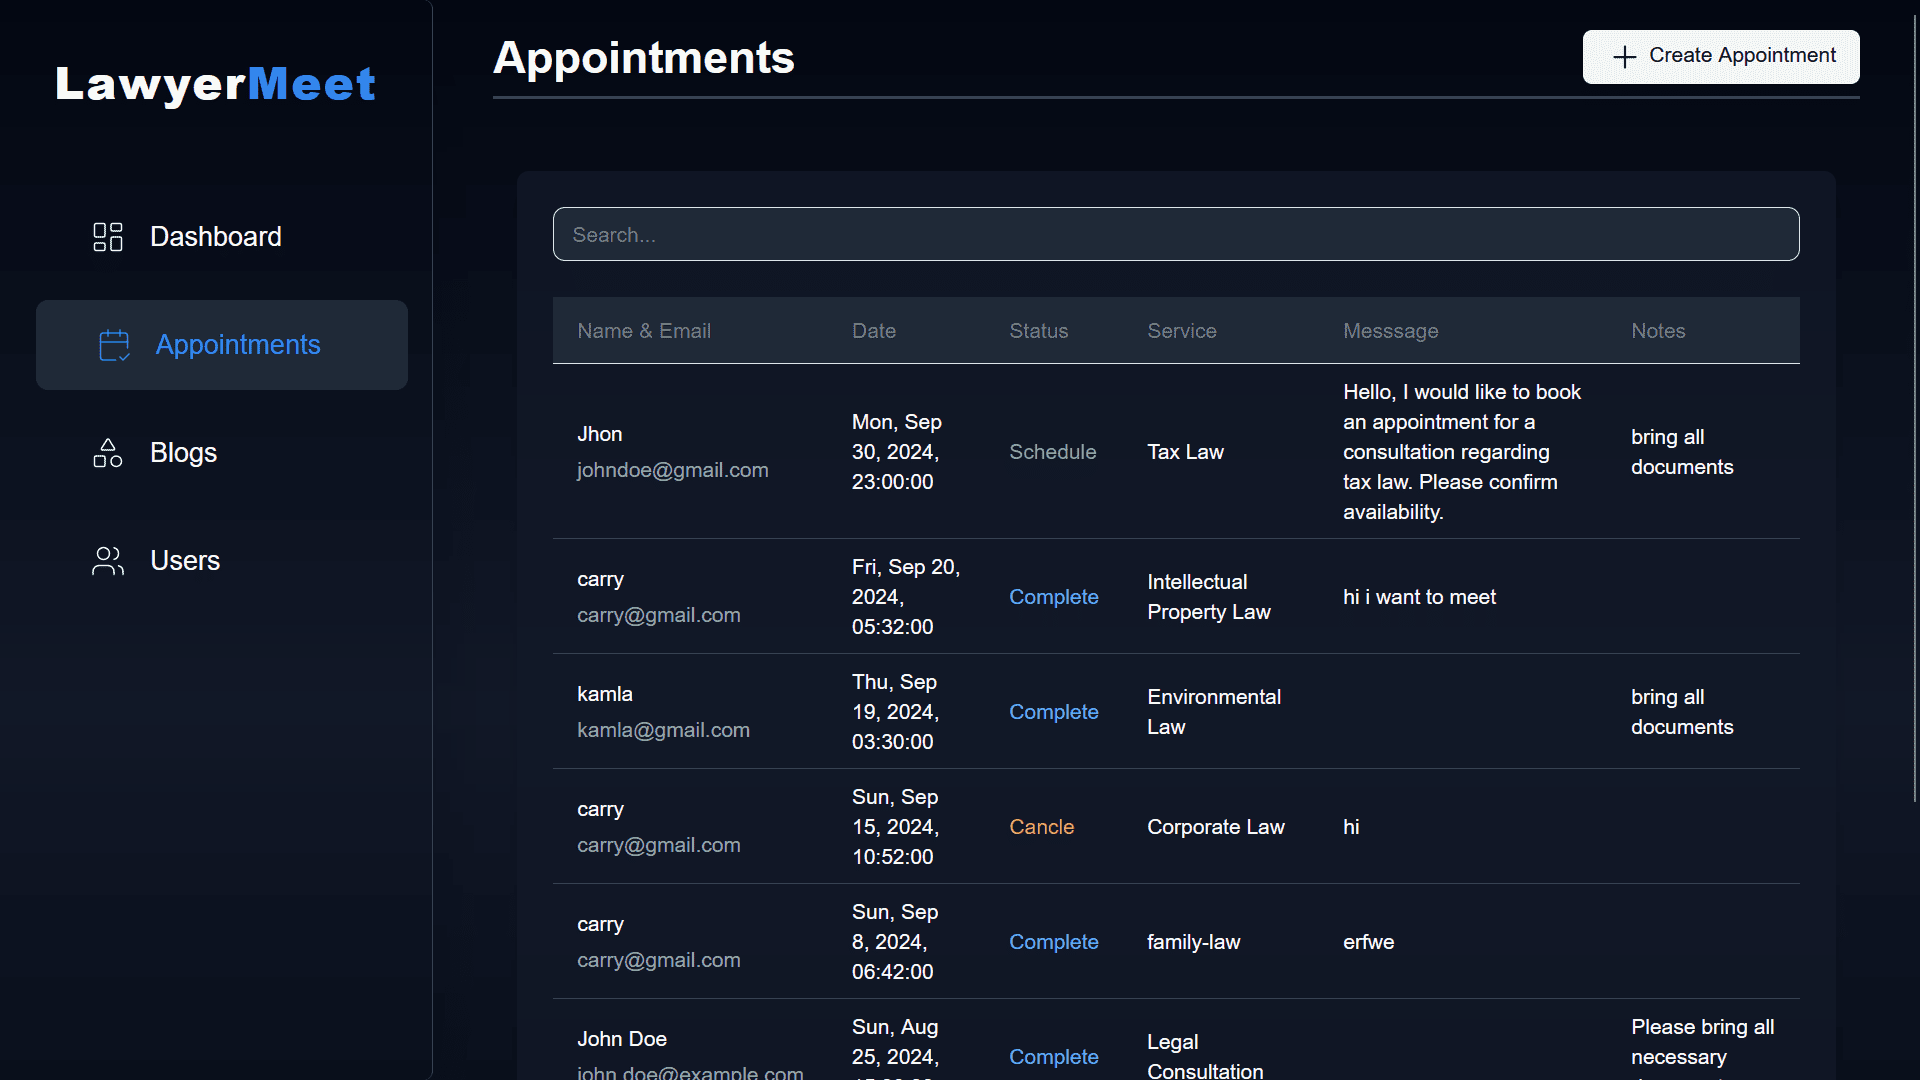 LawyerMeet
Dashboard
Appointments
Blogs
Users
Appointments
Create Appointment
Search...
Name & Email Date Status Service Messsage Notes
Jhon
johndoe@gmail.com
Mon, Sep
30, 2024,
23:00:00
Schedule
Tax Law
Hello, I would like to book
an appointment for a
consultation regarding
tax law. Please confirm
availability.
bring all
documents
carry
carry@gmail.com
Fri, Sep 20,
2024,
05:32:00
Complete
Intellectual
Property Law
hi i want to meet
kamla
kamla@gmail.com
Thu, Sep
19, 2024,
03:30:00
Complete
Environmental
Law
bring all
documents
carry
carry@gmail.com
Sun, Sep
15, 2024,
10:52:00
Cancle
Corporate Law
hi
carry
carry@gmail.com
Sun, Sep
8, 2024,
06:42:00
Complete
family-law
erfwe
John Doe
john.doe@example.com
Sun, Aug
25, 2024,
Complete
Legal
Consultation
Please bring all
necessary